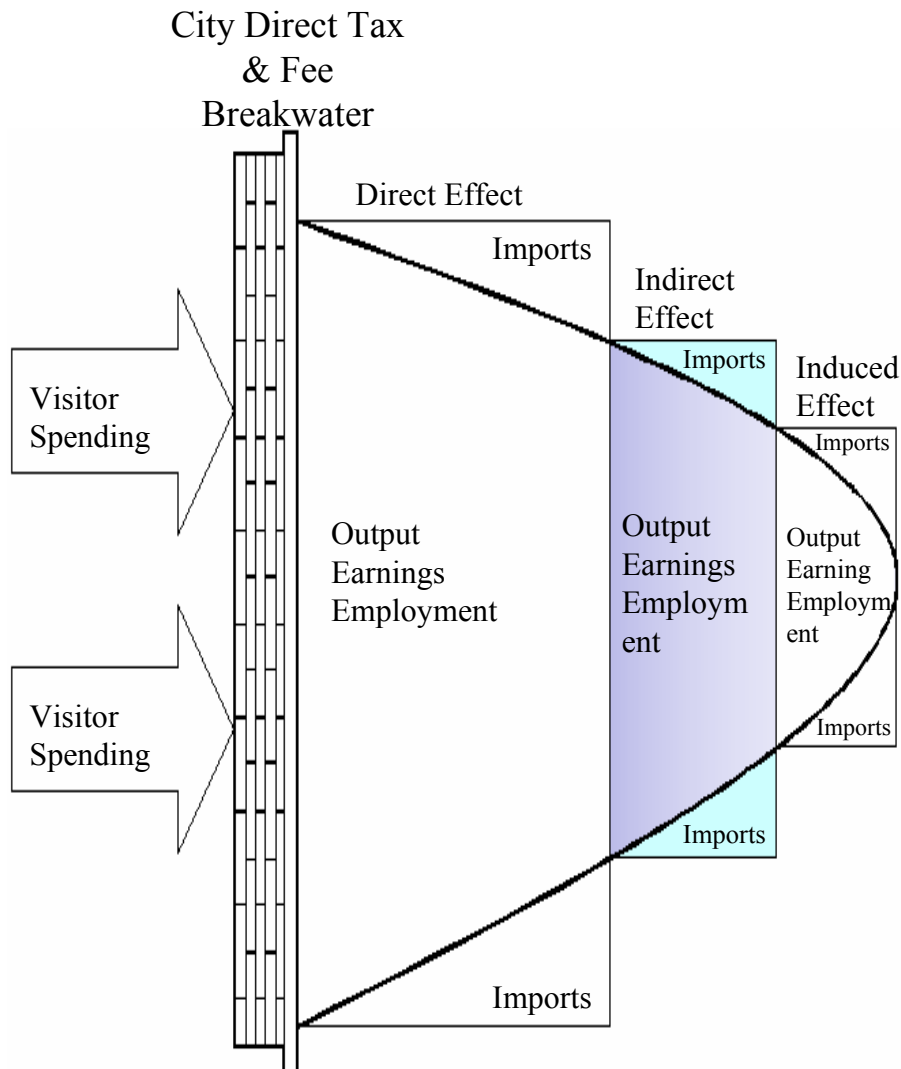 City Direct Tax
& Fee
Breakwater
Direct Effect
Imports
Indirect
Effect
Imports
Induced
Effect
Imports
Visitor
Spending
Output
Earnings
Employment
Output
Earnings
Employm
ent
Output
Earning
Employm
ent
Visitor
Spending
Imports
Imports
Imports